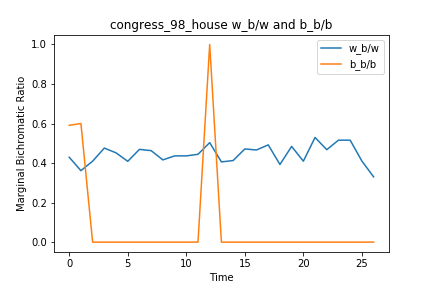 congress_98_house w_b/w and b_b/b
w_b/w
b_b/b
Marginal Bichromatic Ratio
1.0
0.8
0.6
0.4
0.2
0.0
0 5 10 15 20 25
Time